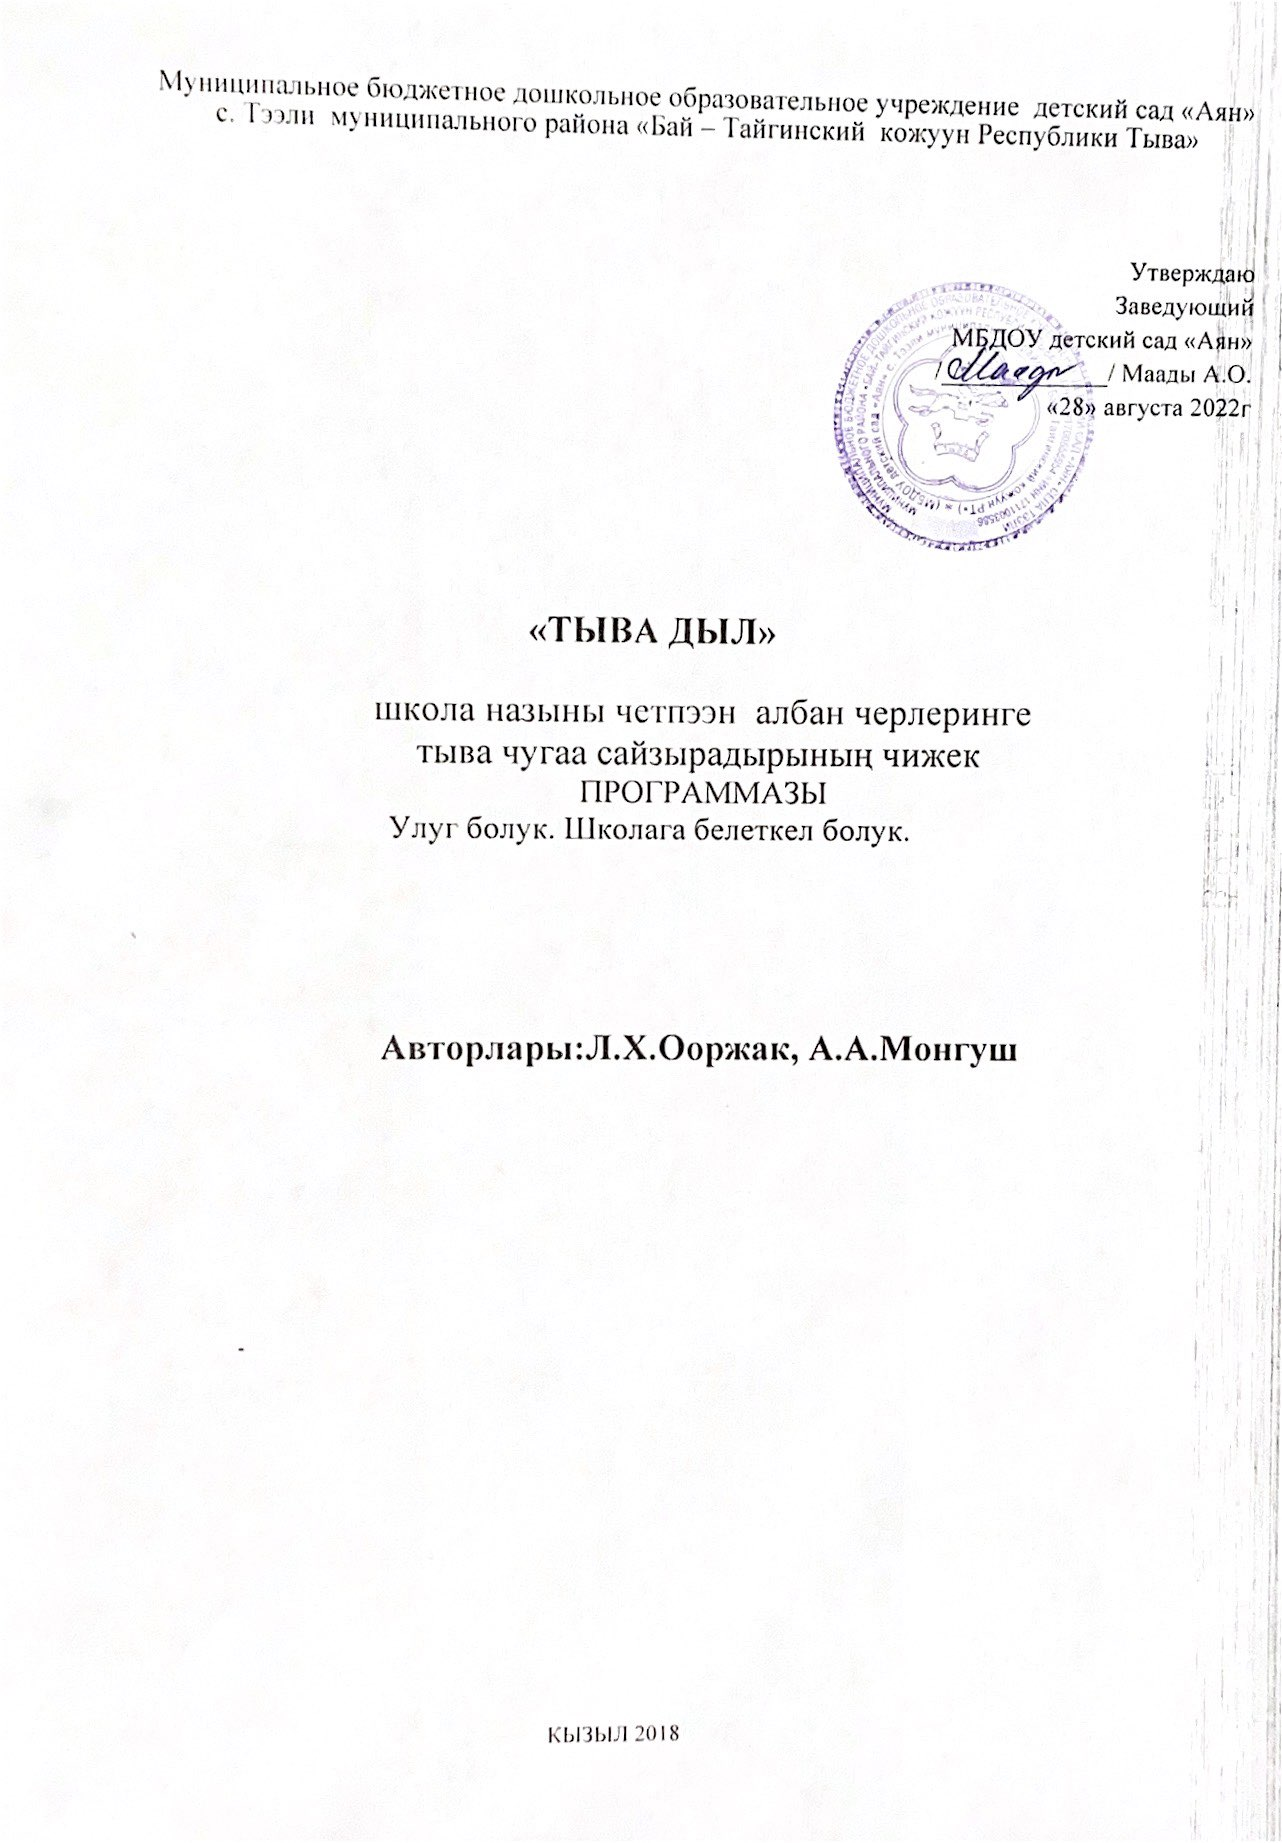 Муниципальное бюджетное дошкольное образовательное учреждение детский сад «Аян»
с. Тээли муниципального района «Бай – Тайгинский кожуун Республики Тыва»
Утверждаю
Заведующий
МБДОУ детский сад «Аян»
/ Маады / Маады А.О.
«28» августа 2022г
«ТЫВА ДЫЛ»
школа назыны четпээн албан черлеринге
тыва чугаа сайзырадырының чижек
ПРОГРАММАЗЫ
Улуг болук. Школага белеткел болук.
Авторлары:Л.Х.Ооржак, А.А.Монгуш
КЫЗЫЛ 2018